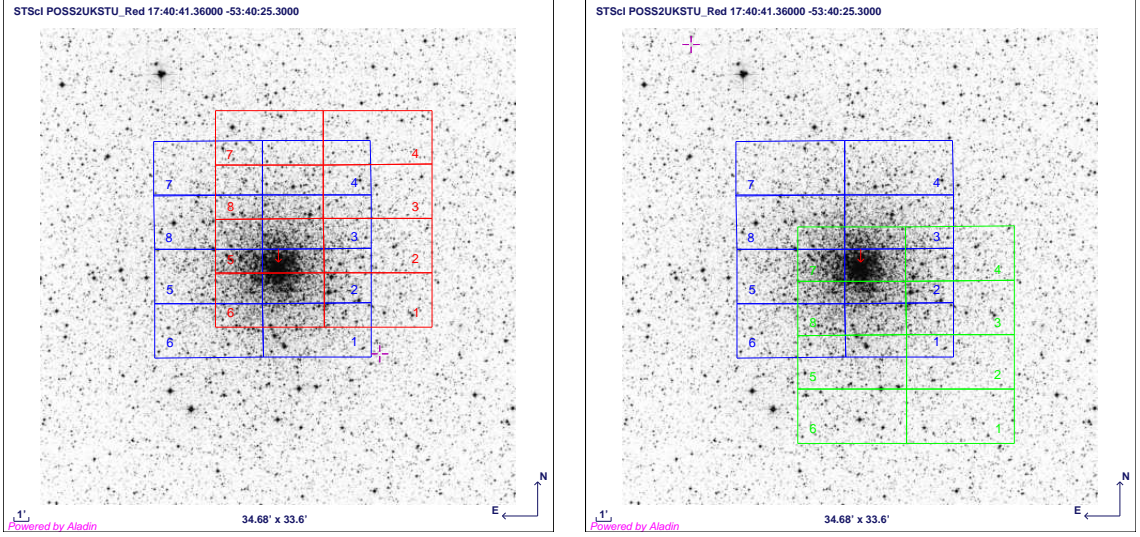 STScI POSS2UKSTU_Red 17:40:41.36000 -53:40:25.3000
7 4
7 4
8 3
8 3
5 2
5 2
6 1
6 1
N
E
1'
34.68' x 33.6'
Powered by Aladin
STScI POSS2UKSTU_Red 17:40:41.36000 -53:40:25.3000
7 4
8 3
7 4
5 2
8 3
6 1
5 2
6 1
N
E
1'
34.68' x 33.6'
Powered by Aladin